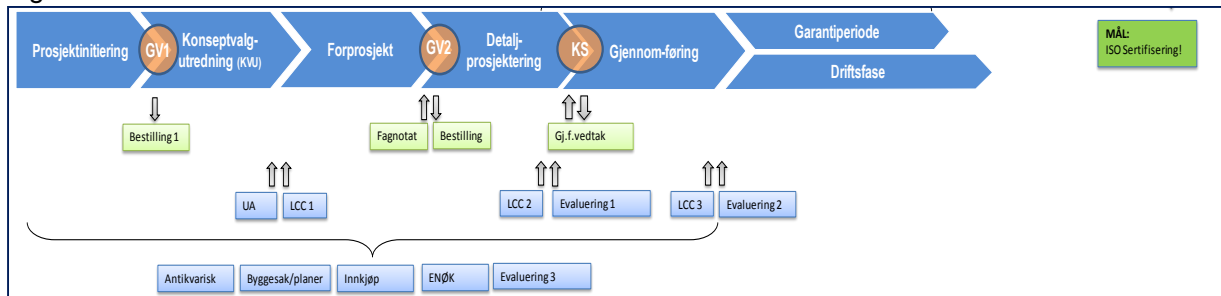 Prosjektinitiering
GV1
Konseptvalg-
utredning (KVU)
Forprosjekt
GV2
Detalj-
prosjektering
KS
Gjennom-føring
Garantiperiode
Driftsfase
MÅL:
ISO Sertifisering!
Bestilling 1
Fagnotat
Bestilling
Gj.f.vedtak
UA
LCC 1
LCC 2
Evaluering 1
LCC 3
Evaluering 2
Antikvarisk
Byggesak/planer
Innkjøp
ENØK
Evaluering 3